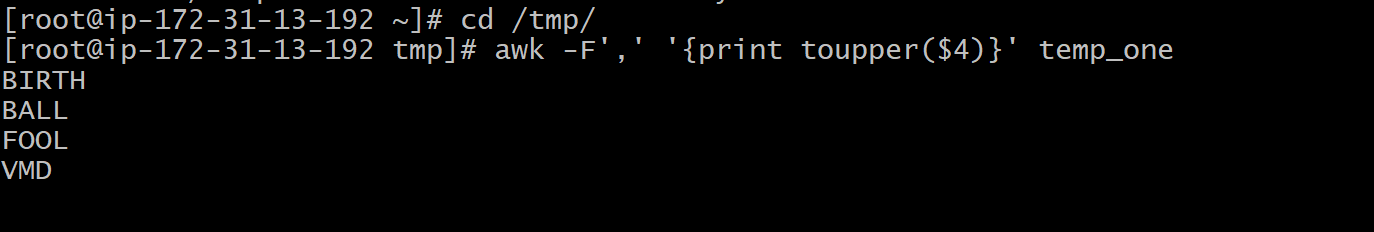 [root@ip-172-31-13-192 ~]# cd /tmp/
[root@ip-172-31-13-192 tmp]# awk -F',' '{print toupper($4)}' temp_one
BIRTH
BALL
FOOL
VMD